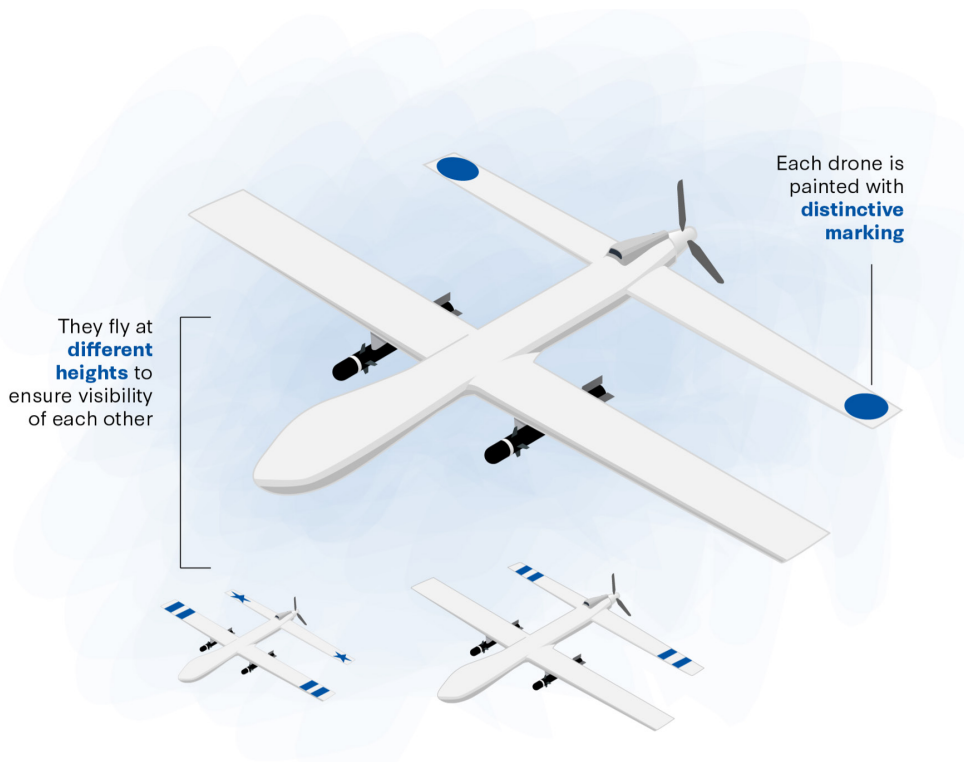 Each drone is
painted with
distinctive
marking
They fly at
different
heights to
ensure visibility
of each other